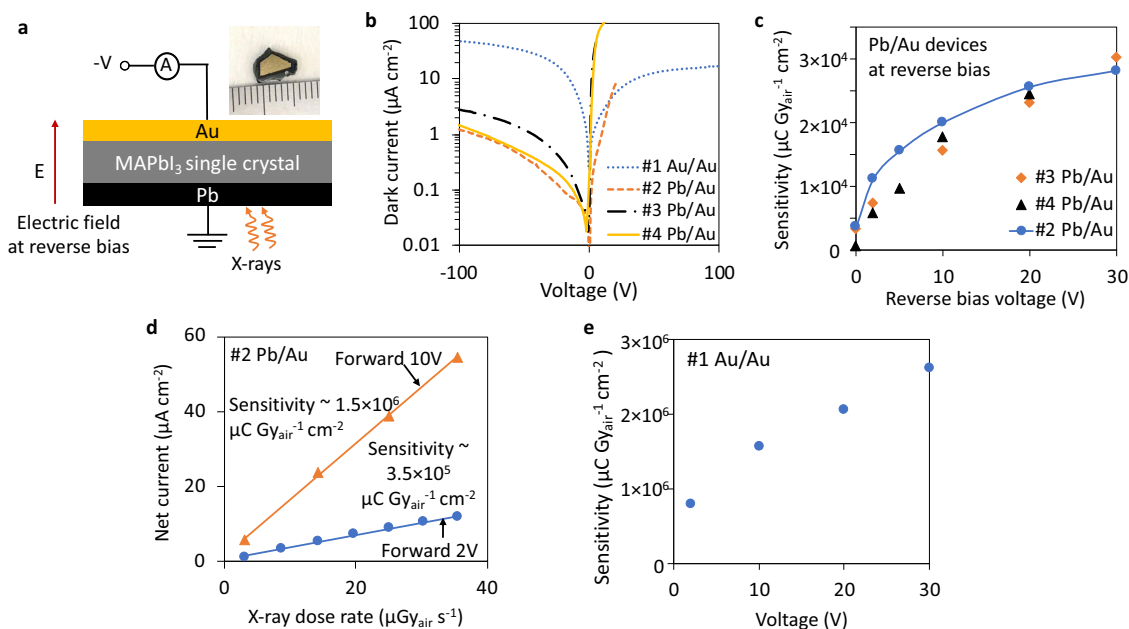 a
-V
A
Au
MAPbI₃ single crystal
Pb
E
Electric field
at reverse bias
X-rays
b
Dark current (µA cm⁻²)
100
10
1
0.1
0.01
-100
0
100
Voltage (V)
#1 Au/Au
#2 Pb/Au
#3 Pb/Au
#4 Pb/Au
c
Sensitivity (µC Gyair⁻¹ cm⁻²)
3×10⁴
2×10⁴
1×10⁴
0
0
10
20
30
Reverse bias voltage (V)
Pb/Au devices
at reverse bias
#3 Pb/Au
#4 Pb/Au
#2 Pb/Au
d
Net current (µA cm⁻²)
60
40
20
0
0
20
40
X-ray dose rate (µGyair s⁻¹)
#2 Pb/Au
Forward 10V
Sensitivity ~ 1.5×10⁶
µC Gyair⁻¹ cm⁻²
Sensitivity ~
3.5×10⁵
µC Gyair⁻¹ cm⁻²
Forward 2V
e
Sensitivity (µC Gyair⁻¹ cm⁻²)
3×10⁶
2×10⁶
1×10⁶
0
0
10
20
30
Voltage (V)
#1 Au/Au